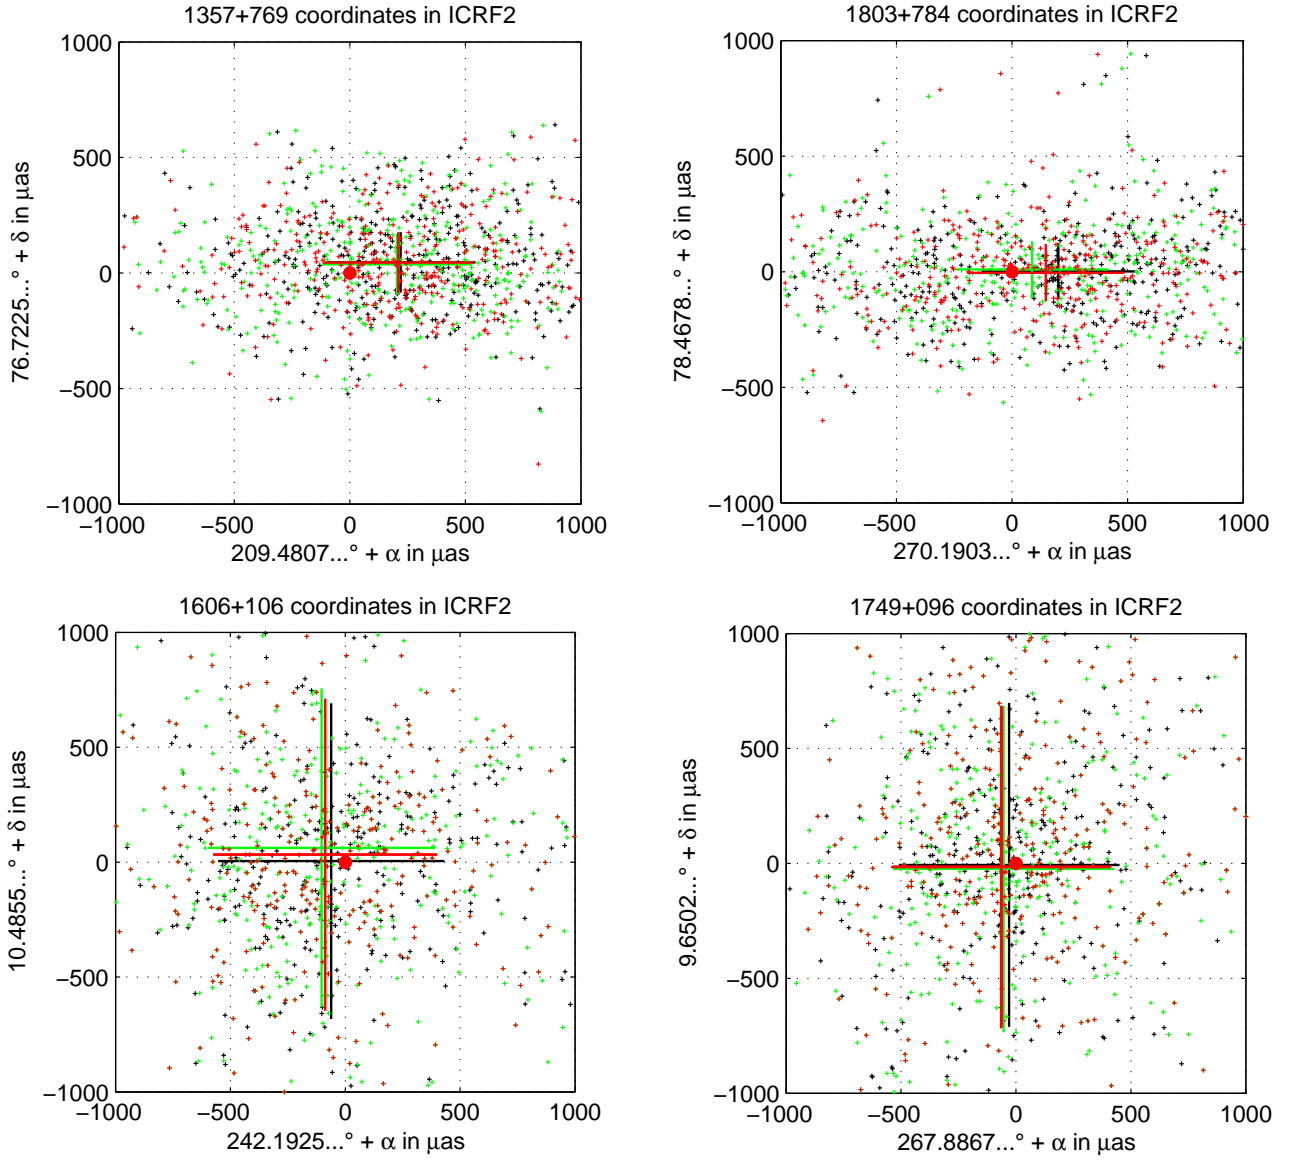 1357+769 coordinates in ICRF2
1000
500
0
−500
−1000
−1000 −500 0 500 1000
76.7225...° + δ in μas
209.4807...° + α in μas
1803+784 coordinates in ICRF2
1000
500
0
−500
−1000
−1000 −500 0 500 1000
78.4678...° + δ in μas
270.1903...° + α in μas
1606+106 coordinates in ICRF2
1000
500
0
−500
−1000
−1000 −500 0 500 1000
10.4855...° + δ in μas
242.1925...° + α in μas
1749+096 coordinates in ICRF2
1000
500
0
−500
−1000
−1000 −500 0 500 1000
9.6502...° + δ in μas
267.8867...° + α in μas